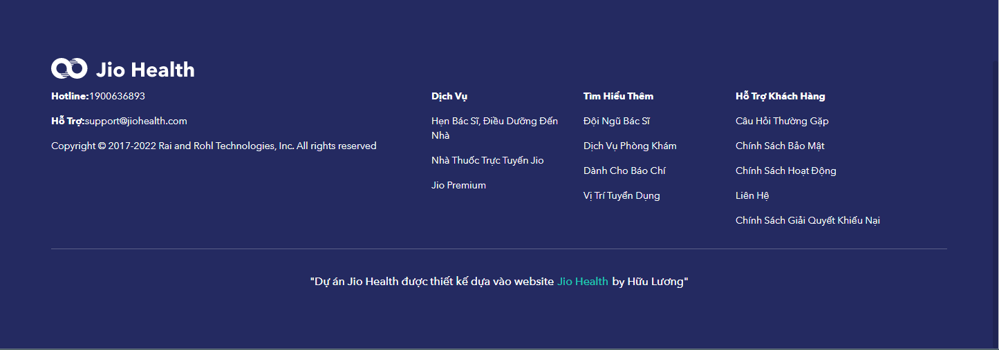 Jio Health
Hotline:1900636893
Hỗ Trợ:support@jiohealth.com
Copyright © 2017-2022 Rai and Rohl Technologies, Inc. All rights reserved
Dịch Vụ
Hẹn Bác Sĩ, Điều Dưỡng Đến
Nhà
Nhà Thuốc Trực Tuyến Jio
Jio Premium
Tìm Hiểu Thêm
Đội Ngũ Bác Sĩ
Dịch Vụ Phòng Khám
Dành Cho Báo Chí
Vị Trí Tuyển Dụng
Hỗ Trợ Khách Hàng
Câu Hỏi Thường Gặp
Chính Sách Bảo Mật
Chính Sách Hoạt Động
Liên Hệ
Chính Sách Giải Quyết Khiếu Nại
"Dự án Jio Health được thiết kế dựa vào website Jio Health by Hữu Lương"